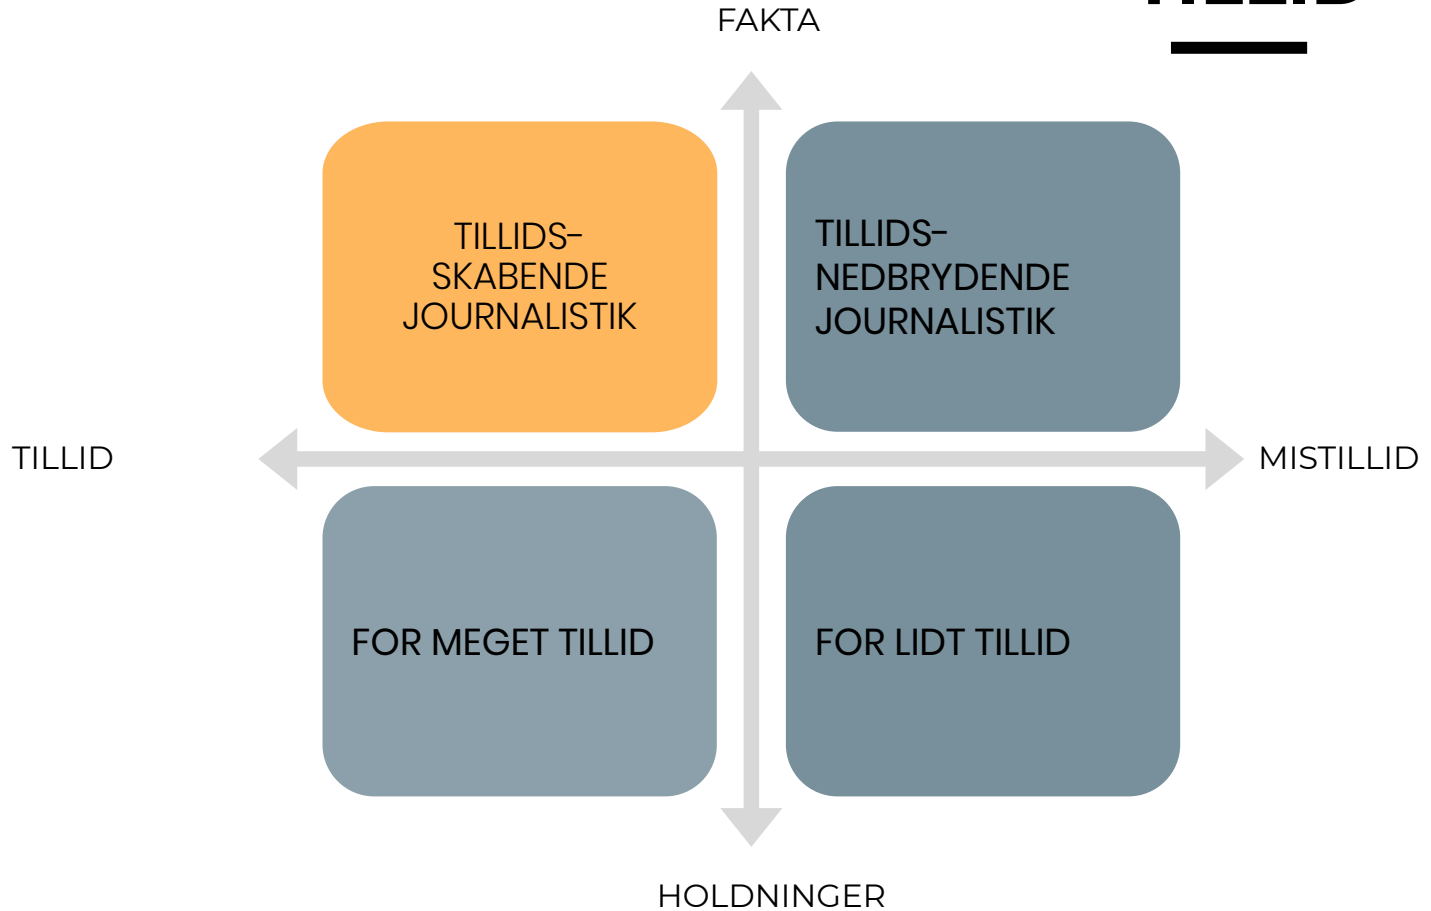 FAKTA
TILLIDS-
SKABENDE
JOURNALISTIK
TILLIDS-
NEDBRYDENDE
JOURNALISTIK
TILLID
MISTILLID
FOR MEGET TILLID
FOR LIDT TILLID
HOLDNINGER